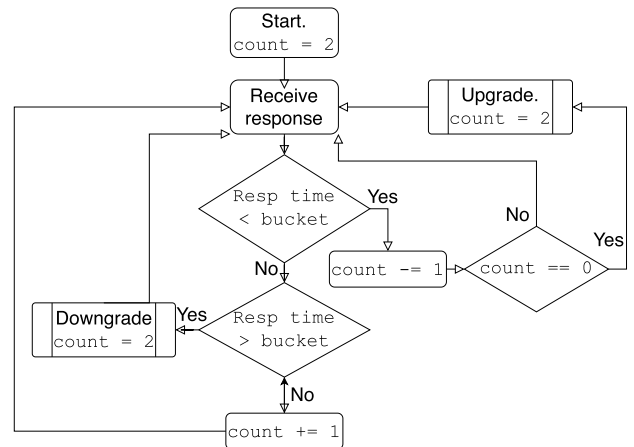 Start.
count = 2
Receive
response
Upgrade.
count = 2
Resp time
< bucket
Yes
No
count -= 1
count == 0
No
Yes
Resp time
> bucket
Yes
Downgrade
count = 2
No
count += 1